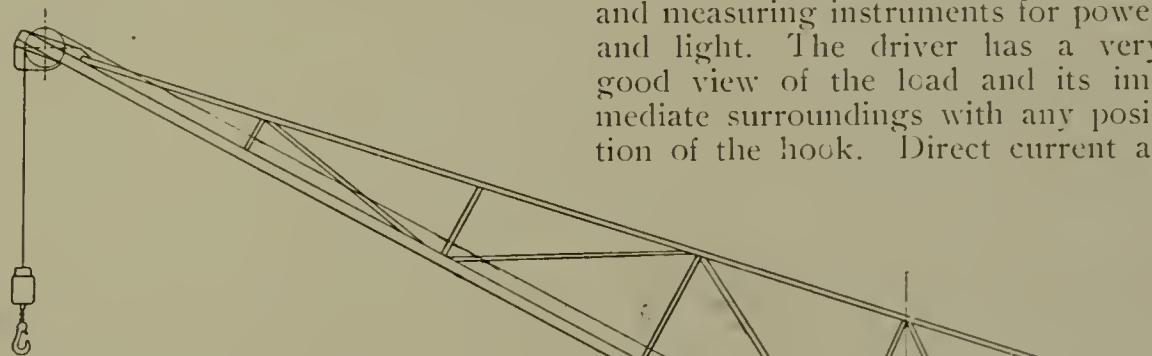 and measuring instruments for powe
and light. The driver has a very
good view of the load and its im
mediate surroundings with any posi
tion of the hook. Direct current a